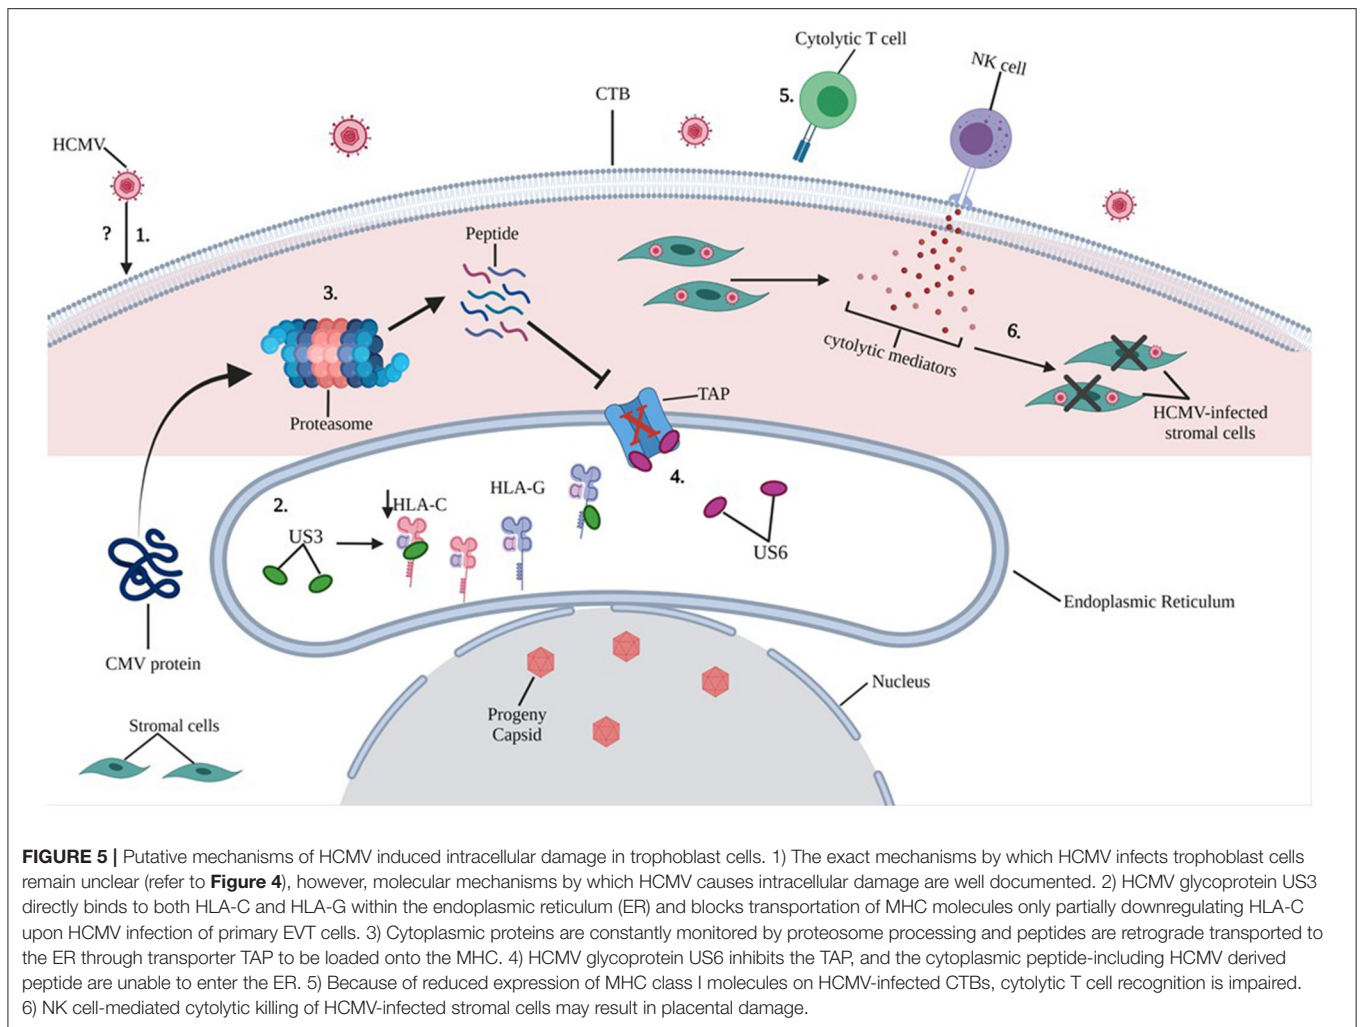 Cytolytic T cell
NK cell
5.
CTB
HCMV
? 1.
Peptide
3.
6.
cytolytic mediators
Proteasome
TAP
HCMV-infected
stromal cells
4.
2.
HLA-C
HLA-G
US3
US6
Endoplasmic Reticulum
CMV protein
Nucleus
Progeny
Capsid
Stromal cells
FIGURE 5 | Putative mechanisms of HCMV induced intracellular damage in trophoblast cells. 1) The exact mechanisms by which HCMV infects trophoblast cells
remain unclear (refer to Figure 4), however, molecular mechanisms by which HCMV causes intracellular damage are well documented. 2) HCMV glycoprotein US3
directly binds to both HLA-C and HLA-G within the endoplasmic reticulum (ER) and blocks transportation of MHC molecules only partially downregulating HLA-C
upon HCMV infection of primary EVT cells. 3) Cytoplasmic proteins are constantly monitored by proteosome processing and peptides are retrograde transported to
the ER through transporter TAP to be loaded onto the MHC. 4) HCMV glycoprotein US6 inhibits the TAP, and the cytoplasmic peptide-including HCMV derived
peptide are unable to enter the ER. 5) Because of reduced expression of MHC class I molecules on HCMV-infected CTBs, cytolytic T cell recognition is impaired.
6) NK cell-mediated cytolytic killing of HCMV-infected stromal cells may result in placental damage.